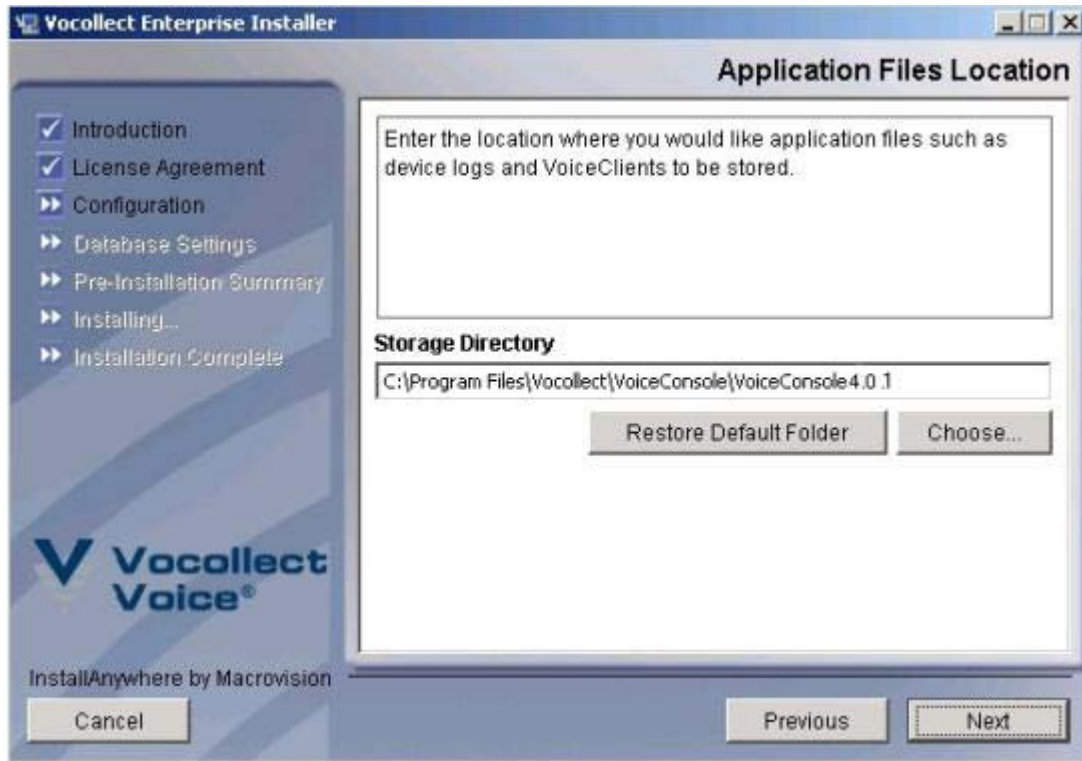 Vocollect Enterprise Installer
Application Files Location
Introduction
License Agreement
Configuration
Database Settings
Pre-Installation Summary
Installing...
Installation Complete
Enter the location where you would like application files such as
device logs and VoiceClients to be stored.
Storage Directory
C:\Program Files\Vocollect\VoiceConsole\VoiceConsole4.0.1
Restore Default Folder
Choose...
Vocollect
Voice®
InstallAnywhere by Macrovision
Cancel
Previous
Next